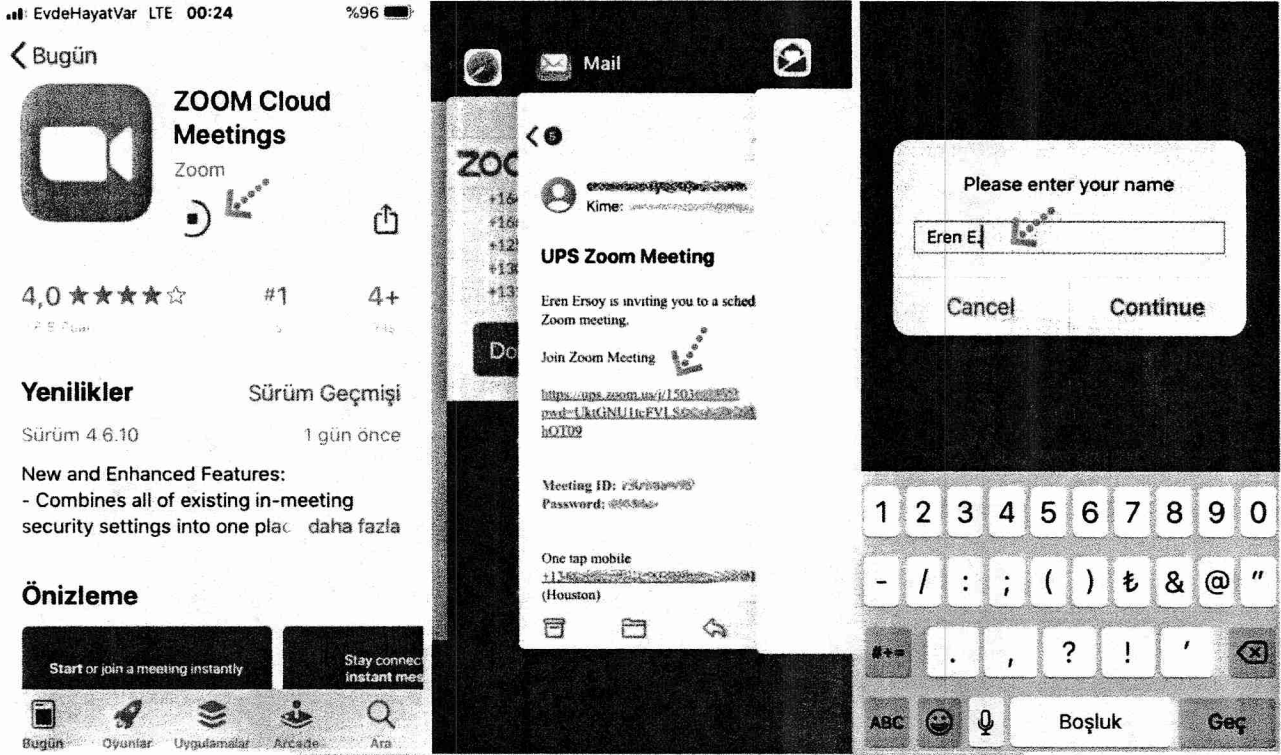 EvdeHayatVar LTE 00:24 %96
Bugün
ZOOM Cloud
Meetings
Zoom
4,0 ★★★★☆ #1 4+
Yenilikler Sürüm Geçmişi
Sürüm 4.6.10 1 gün önce
New and Enhanced Features:
- Combines all of existing in-meeting
security settings into one plac daha fazla
Önizleme
Start or join a meeting instantly
Stay connect
instant mes
Bugün Oyunlar Uygulamalar Arcade Ara
Mail
5
ZOO
Kime:
UPS Zoom Meeting
Eren Ersoy is inviting you to a sched
Zoom meeting.
Join Zoom Meeting
hQT09
Meeting ID:
Password:
One tap mobile
(Houston)
Do
Please enter your name
Eren E.
Cancel Continue
1 2 3 4 5 6 7 8 9 0
- / : ; ( ) ₺ & @ "
#+= . , ? ! '
ABC Boşluk Geç